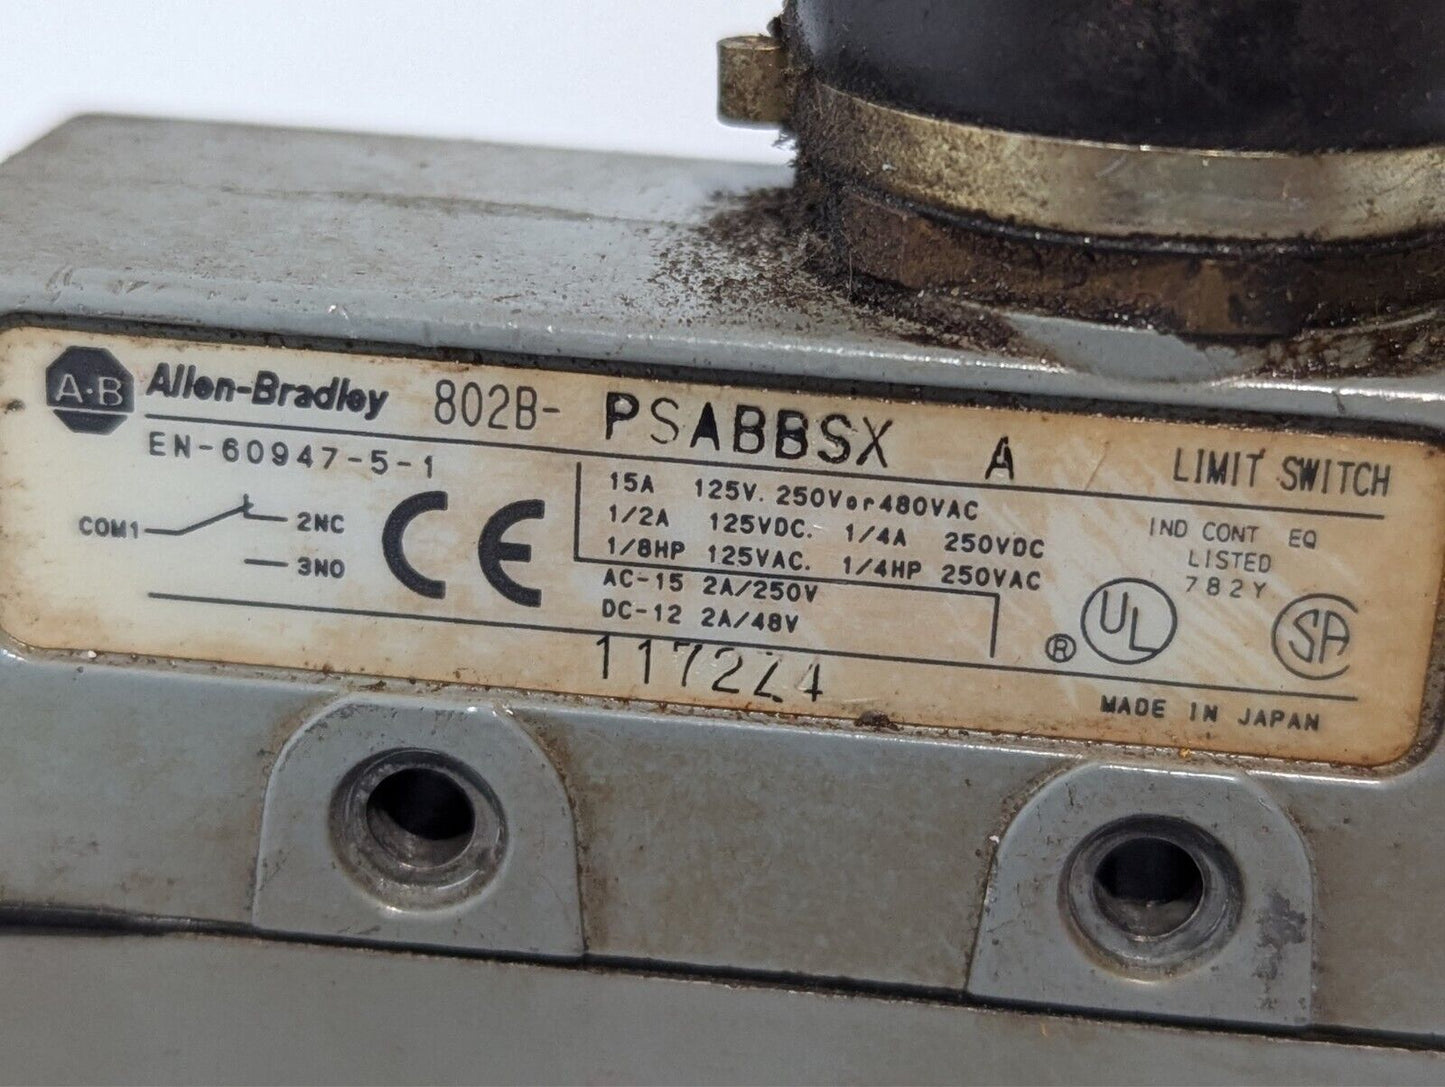 A·B Allen-Bradley 802B- PSABBSX A LIMIT SWITCH
EN-60947-5-1
COM1 2NC
3NO
CE
15A 125V. 250V or 480VAC
1/2A 125VDC. 1/4A 250VDC
1/8HP 125VAC. 1/4HP 250VAC
AC-15 2A/250V
DC-12 2A/48V
IND CONT EQ
LISTED
782Y
® UL SA
1172Z4
MADE IN JAPAN